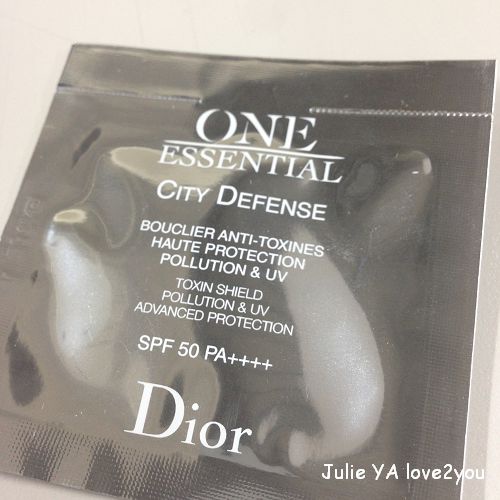 ONE
ESSENTIAL
CITY DEFENSE
BOUCLIER ANTI-TOXINES
HAUTE PROTECTION
POLLUTION & UV
TOXIN SHIELD
POLLUTION & UV
ADVANCED PROTECTION
SPF 50 PA++++
Dior
Julie YA love2you